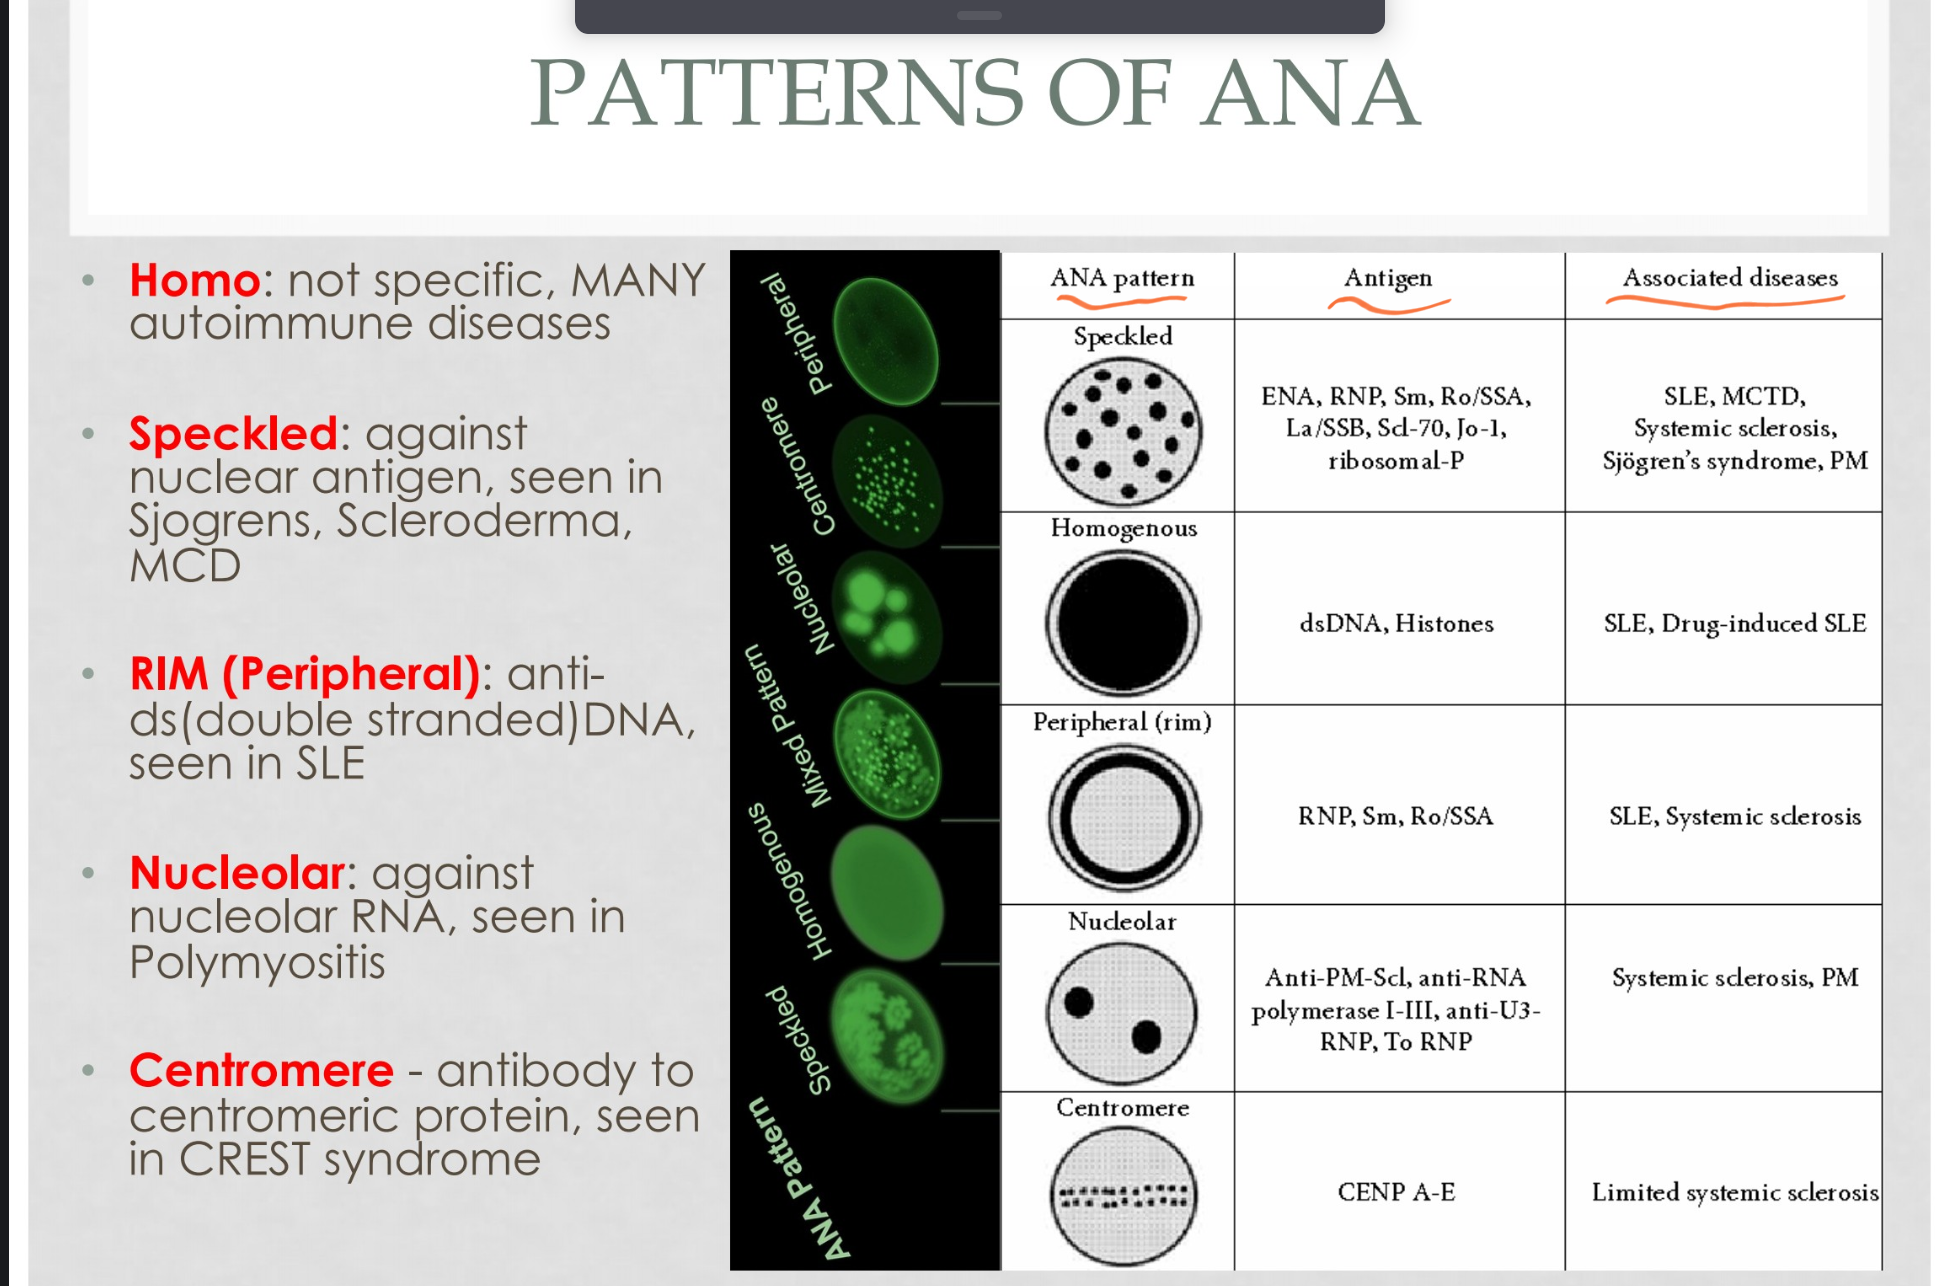 PATTERNS OF ANA
Homo: not specific, MANY
autoimmune diseases
Speckled: against
nuclear antigen, seen in
Sjogrens, Scleroderma,
MCD
RIM (Peripheral): anti-
ds(double stranded)DNA,
seen in SLE
Nucleolar: against
nucleolar RNA, seen in
Polymyositis
Centromere - antibody to
centromeric protein, seen
in CREST syndrome
Peripheral
Centromere
Nucleolar
Mixed Pattern
Homogenous
Speckled
ANA Pattern
ANA pattern
Antigen
Associated diseases
Speckled
ENA, RNP, Sm, Ro/SSA,
La/SSB, Scl-70, Jo-1,
ribosomal-P
SLE, MCTD,
Systemic sclerosis,
Sjögren's syndrome, PM
Homogenous
dsDNA, Histones
SLE, Drug-induced SLE
Peripheral (rim)
RNP, Sm, Ro/SSA
SLE, Systemic sclerosis
Nucleolar
Anti-PM-Scl, anti-RNA
polymerase I-III, anti-U3-
RNP, To RNP
Systemic sclerosis, PM
Centromere
CENP A-E
Limited systemic sclerosis